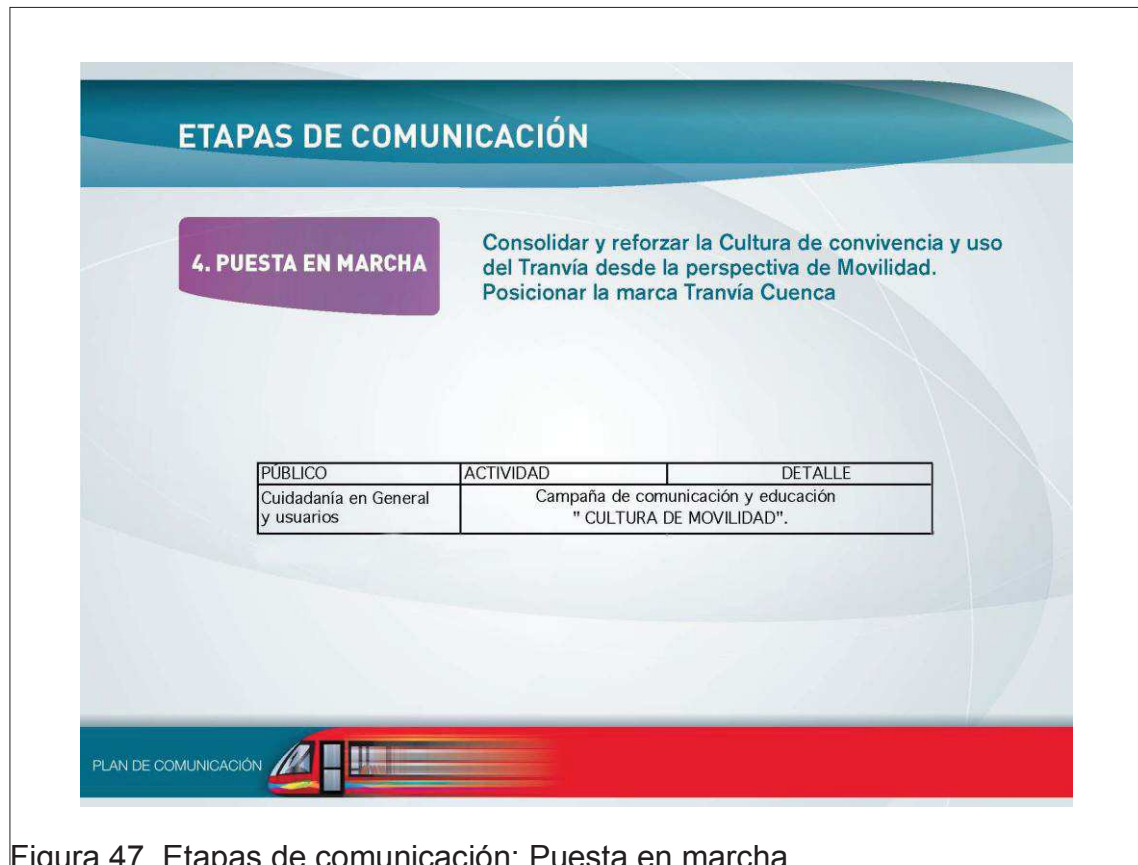 ETAPAS DE COMUNICACIÓN
4. PUESTA EN MARCHA
Consolidar y reforzar la Cultura de convivencia y uso
del Tranvía desde la perspectiva de Movilidad.
Posicionar la marca Tranvía Cuenca
PÚBLICO ACTIVIDAD DETALLE
Cuidadanía en General
y usuarios
Campaña de comunicación y educación
" CULTURA DE MOVILIDAD".
PLAN DE COMUNICACIÓN
Figura 47. Etapas de comunicación: Puesta en marcha